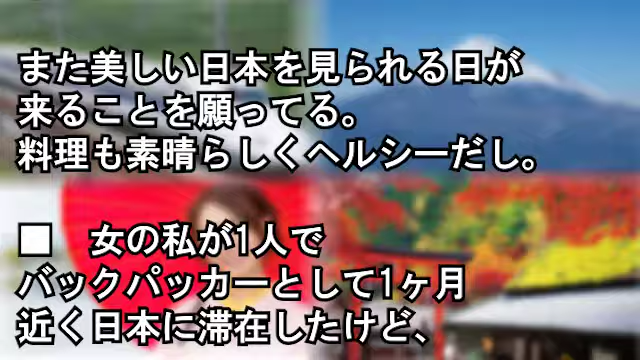 また美しい日本を見られる日が
来ることを願ってる。
料理も素晴らしくヘルシーだし。
■　女の私が1人で
バックパッカーとして1ヶ月
近く日本に滞在したけど、